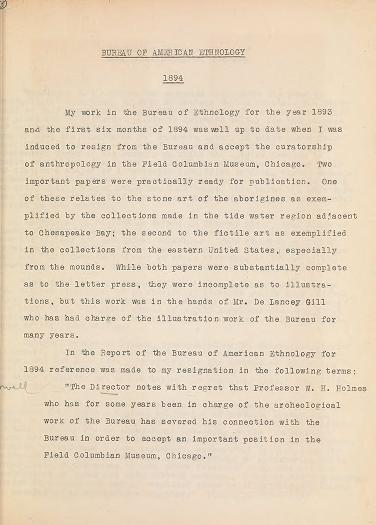 BUREAU OF AMERICAN ETHNOLOGY
1894
My work in the Bureau of Ethnology for the year 1893
and the first six months of 1894 was well up to date when I was
induced to resign from the Bureau and accept the curatorship
of anthropology in the Field Columbian Museum, Chicago. Two
important papers were practically ready for publication. One
of these relates to the stone art of the aborigines as exem-
plified by the collections made in the tide water region adjacent
to Chesapeake Bay; the second to the fictile art as exemplified
in the collections from the eastern United States, especially
from the mounds. While both papers were substantially complete
as to the letter press, they were incomplete as to illustra-
tions, but this work was in the hands of Mr. De Lancey Gill
who has had charge of the illustration work of the Bureau for
many years.
In the Report of the Bureau of American Ethnology for
1894 reference was made to my resignation in the following terms:
"The Director notes with regret that Professor W. H. Holmes
who has for some years been in charge of the archeological
work of the Bureau has severed his connection with the
Bureau in order to accept an important position in the
Field Columbian Museum, Chicago."